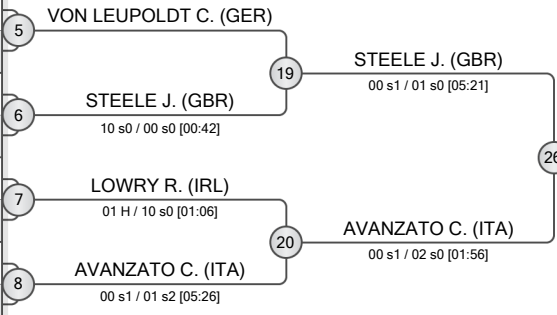 VON LEUPOLDT C. (GER)
5
STEELE J. (GBR)
19
00 s1 / 01 s0 [05:21]
STEELE J. (GBR)
6
10 s0 / 00 s0 [00:42]
26
LOWRY R. (IRL)
7
01 H / 10 s0 [01:06]
AVANZATO C. (ITA)
20
00 s1 / 02 s0 [01:56]
AVANZATO C. (ITA)
8
00 s1 / 01 s2 [05:26]